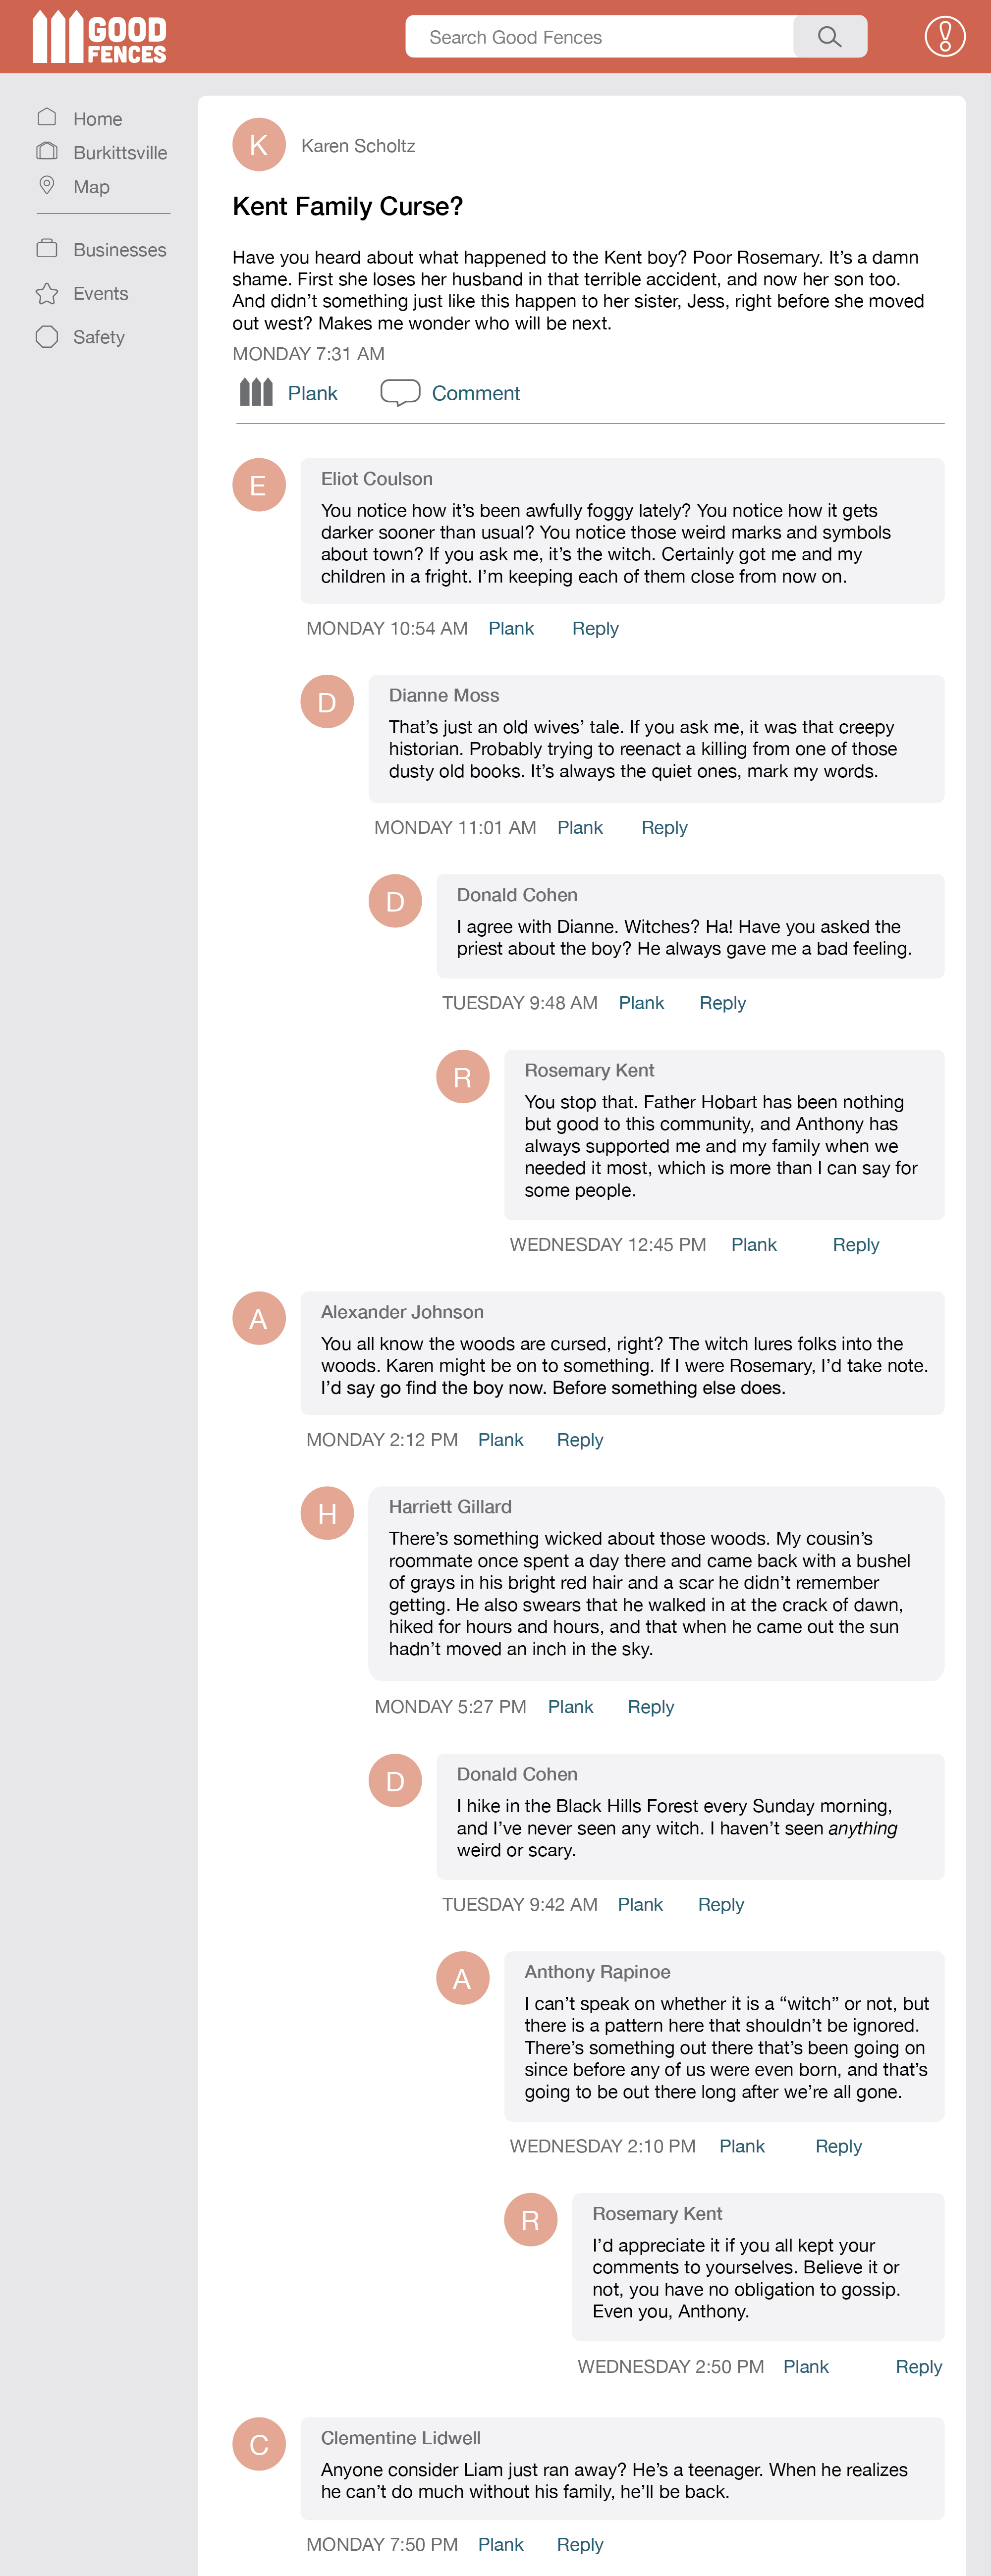 GOOD
FENCES
Search Good Fences
Home
Burkittsville
Map
Businesses
Events
Safety
K
Karen Scholtz
Kent Family Curse?
Have you heard about what happened to the Kent boy? Poor Rosemary. It’s a damn
shame. First she loses her husband in that terrible accident, and now her son too.
And didn’t something just like this happen to her sister, Jess, right before she moved
out west? Makes me wonder who will be next.
MONDAY 7:31 AM
Plank Comment
E
Eliot Coulson
You notice how it’s been awfully foggy lately? You notice how it gets
darker sooner than usual? You notice those weird marks and symbols
about town? If you ask me, it’s the witch. Certainly got me and my
children in a fright. I’m keeping each of them close from now on.
MONDAY 10:54 AM Plank Reply
D
Dianne Moss
That’s just an old wives’ tale. If you ask me, it was that creepy
historian. Probably trying to reenact a killing from one of those
dusty old books. It’s always the quiet ones, mark my words.
MONDAY 11:01 AM Plank Reply
D
Donald Cohen
I agree with Dianne. Witches? Ha! Have you asked the
priest about the boy? He always gave me a bad feeling.
TUESDAY 9:48 AM Plank Reply
R
Rosemary Kent
You stop that. Father Hobart has been nothing
but good to this community, and Anthony has
always supported me and my family when we
needed it most, which is more than I can say for
some people.
WEDNESDAY 12:45 PM Plank Reply
A
Alexander Johnson
You all know the woods are cursed, right? The witch lures folks into the
woods. Karen might be on to something. If I were Rosemary, I’d take note.
I’d say go find the boy now. Before something else does.
MONDAY 2:12 PM Plank Reply
H
Harriett Gillard
There’s something wicked about those woods. My cousin’s
roommate once spent a day there and came back with a bushel
of grays in his bright red hair and a scar he didn’t remember
getting. He also swears that he walked in at the crack of dawn,
hiked for hours and hours, and that when he came out the sun
hadn’t moved an inch in the sky.
MONDAY 5:27 PM Plank Reply
D
Donald Cohen
I hike in the Black Hills Forest every Sunday morning,
and I’ve never seen any witch. I haven’t seen anything
weird or scary.
TUESDAY 9:42 AM Plank Reply
A
Anthony Rapinoe
I can’t speak on whether it is a “witch” or not, but
there is a pattern here that shouldn’t be ignored.
There’s something out there that’s been going on
since before any of us were even born, and that’s
going to be out there long after we’re all gone.
WEDNESDAY 2:10 PM Plank Reply
R
Rosemary Kent
I’d appreciate it if you all kept your
comments to yourselves. Believe it or
not, you have no obligation to gossip.
Even you, Anthony.
WEDNESDAY 2:50 PM Plank Reply
C
Clementine Lidwell
Anyone consider Liam just ran away? He’s a teenager. When he realizes
he can’t do much without his family, he’ll be back.
MONDAY 7:50 PM Plank Reply